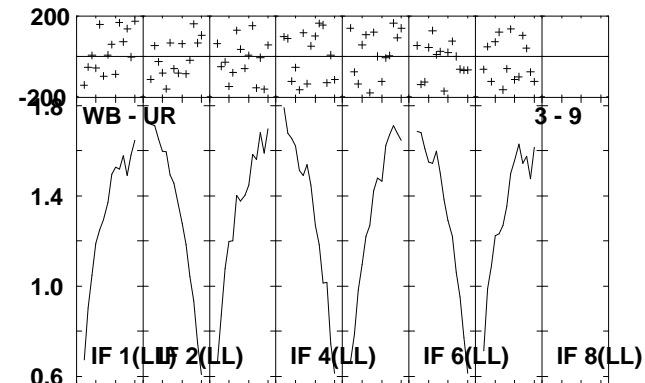 200
-200
1.8
WB - UR
3 - 9
1.4
1.0
IF 1(LL)
IF 2(LL)
IF 4(LL)
IF 6(LL)
IF 8(LL)
0.6